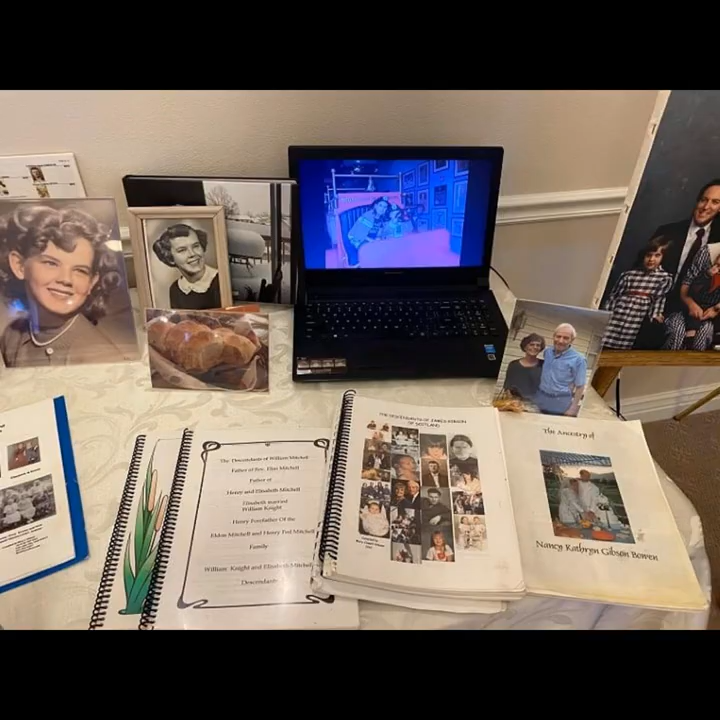 The Descendants of William Mitchell
Father of Rev. Elias Mitchell
Father of
Henry and Elizabeth Mitchell
Elizabeth married
William Knight
Henry Forefather Of the
Eldon Mitchell and Henry Ted Mitchell
Family
William Knight and Elizabeth Mitchell
Descendants
THE DESCENDANTS OF JAMES
OF SCOTLAND
The Ancestry of
Nancy Kathryn Gibson Bowen